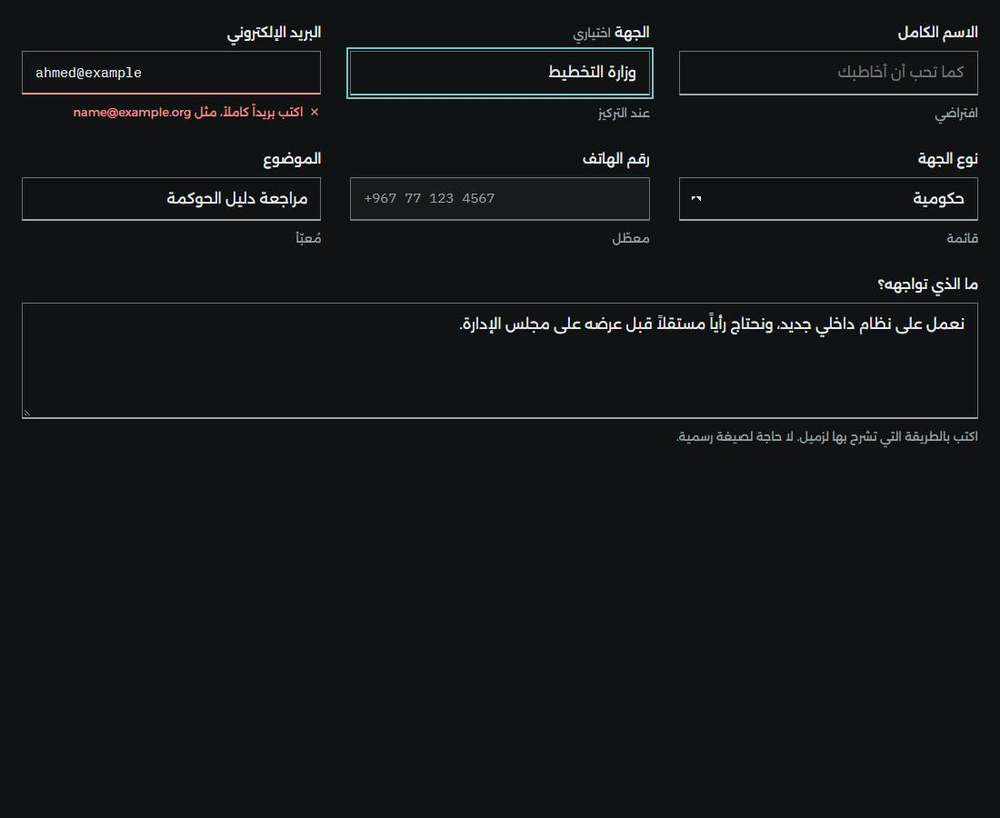 الاسم الكامل
كما تحب أن أخاطبك
افتراضي
الجهة اختياري
وزارة التخطيط
عند التركيز
البريد الإلكتروني
ahmed@example
× اكتب بريداً كاملاً، مثل name@example.org
نوع الجهة
حكومية
قائمة
رقم الهاتف
+967 77 123 4567
معطّل
الموضوع
مراجعة دليل الحوكمة
مُعبّأ
ما الذي تواجهه؟
نعمل على نظام داخلي جديد، ونحتاج رأياً مستقلاً قبل عرضه على مجلس الإدارة.
اكتب بالطريقة التي تشرح بها لزميل. لا حاجة لصيغة رسمية.